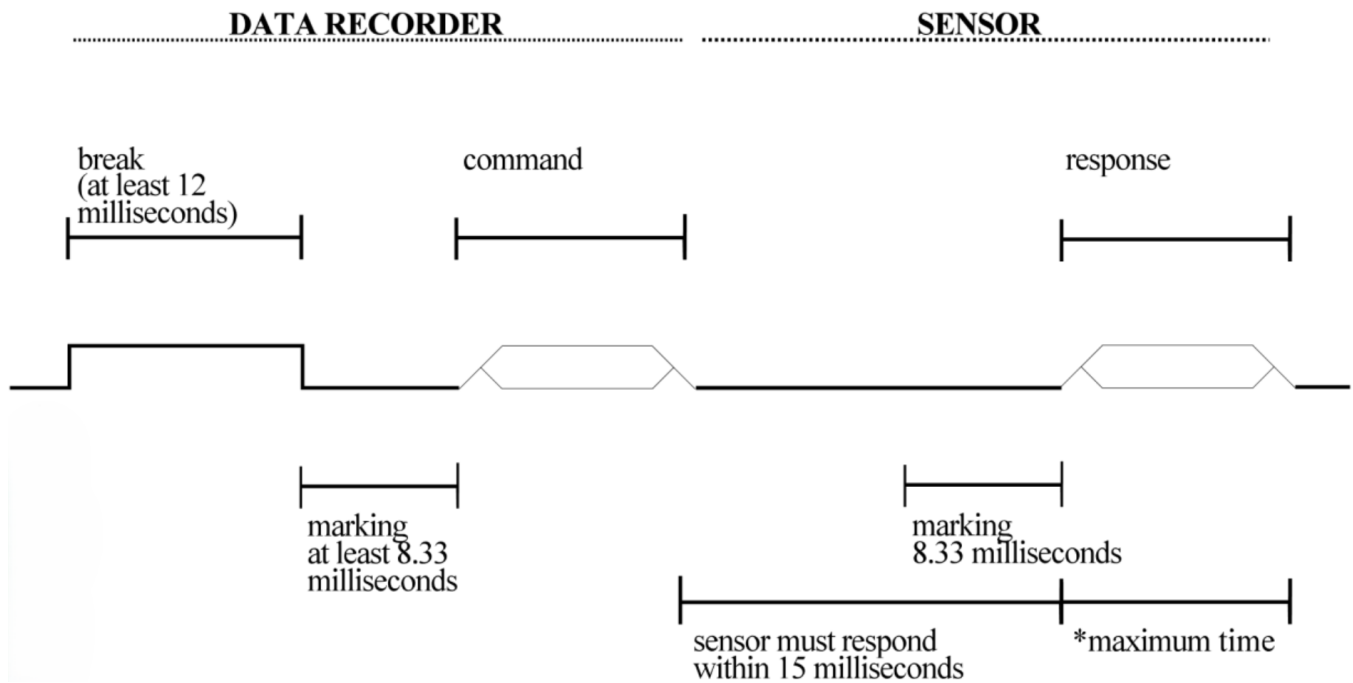 DATA RECORDER
SENSOR
break
(at least 12
milliseconds)
command
response
marking
at least 8.33
milliseconds
marking
8.33 milliseconds
sensor must respond
within 15 milliseconds
*maximum time